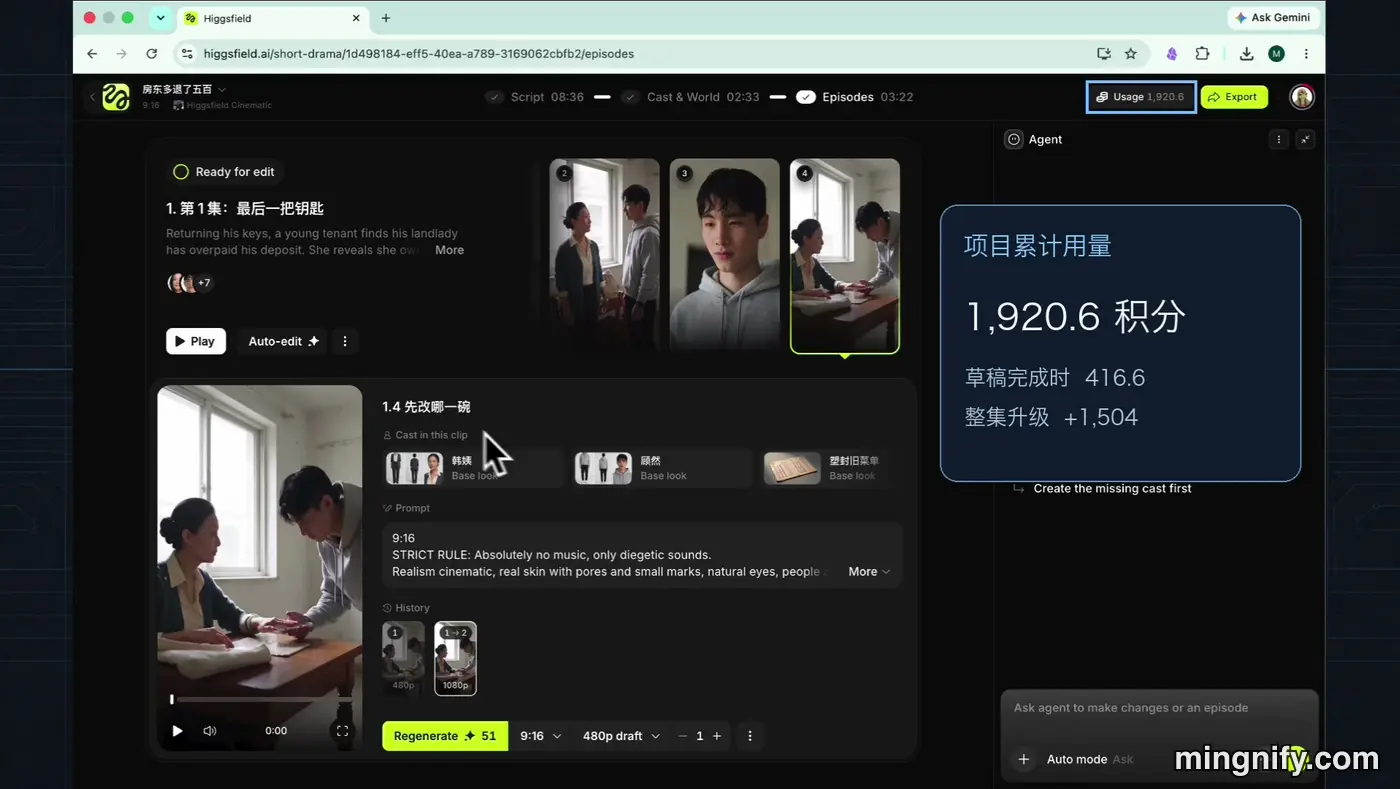 Higgsfield
Ask Gemini
higgsfield.ai/short-drama/1d498184-eff5-40ea-a789-3169062cbfb2/episodes
M
房东多退了五百
9:16 Higgsfield Cinematic
Script 08:36
Cast & World 02:33
Episodes 03:22
Usage 1,920.6
Export
Agent
Ready for edit
1. 第 1 集：最后一把钥匙
Returning his keys, a young tenant finds his landlady
has overpaid his deposit. She reveals she
More
+7
Play
Auto-edit
2
3
4
项目累计用量
1,920.6 积分
草稿完成时 416.6
整集升级 +1,504
Create the missing cast first
1.4 先改哪一碗
Cast in this clip
韩姨
Base look
顾然
Base look
塑封旧菜单
Base look
Prompt
9:16
STRICT RULE: Absolutely no music, only diegetic sounds.
Realism cinematic, real skin with pores and small marks, natural eyes, people
More
History
1
480p
1→2
1080p
0:00
Regenerate 51
9:16
480p draft
1
Ask agent to make changes or an episode
Auto mode Ask
mingnify.com